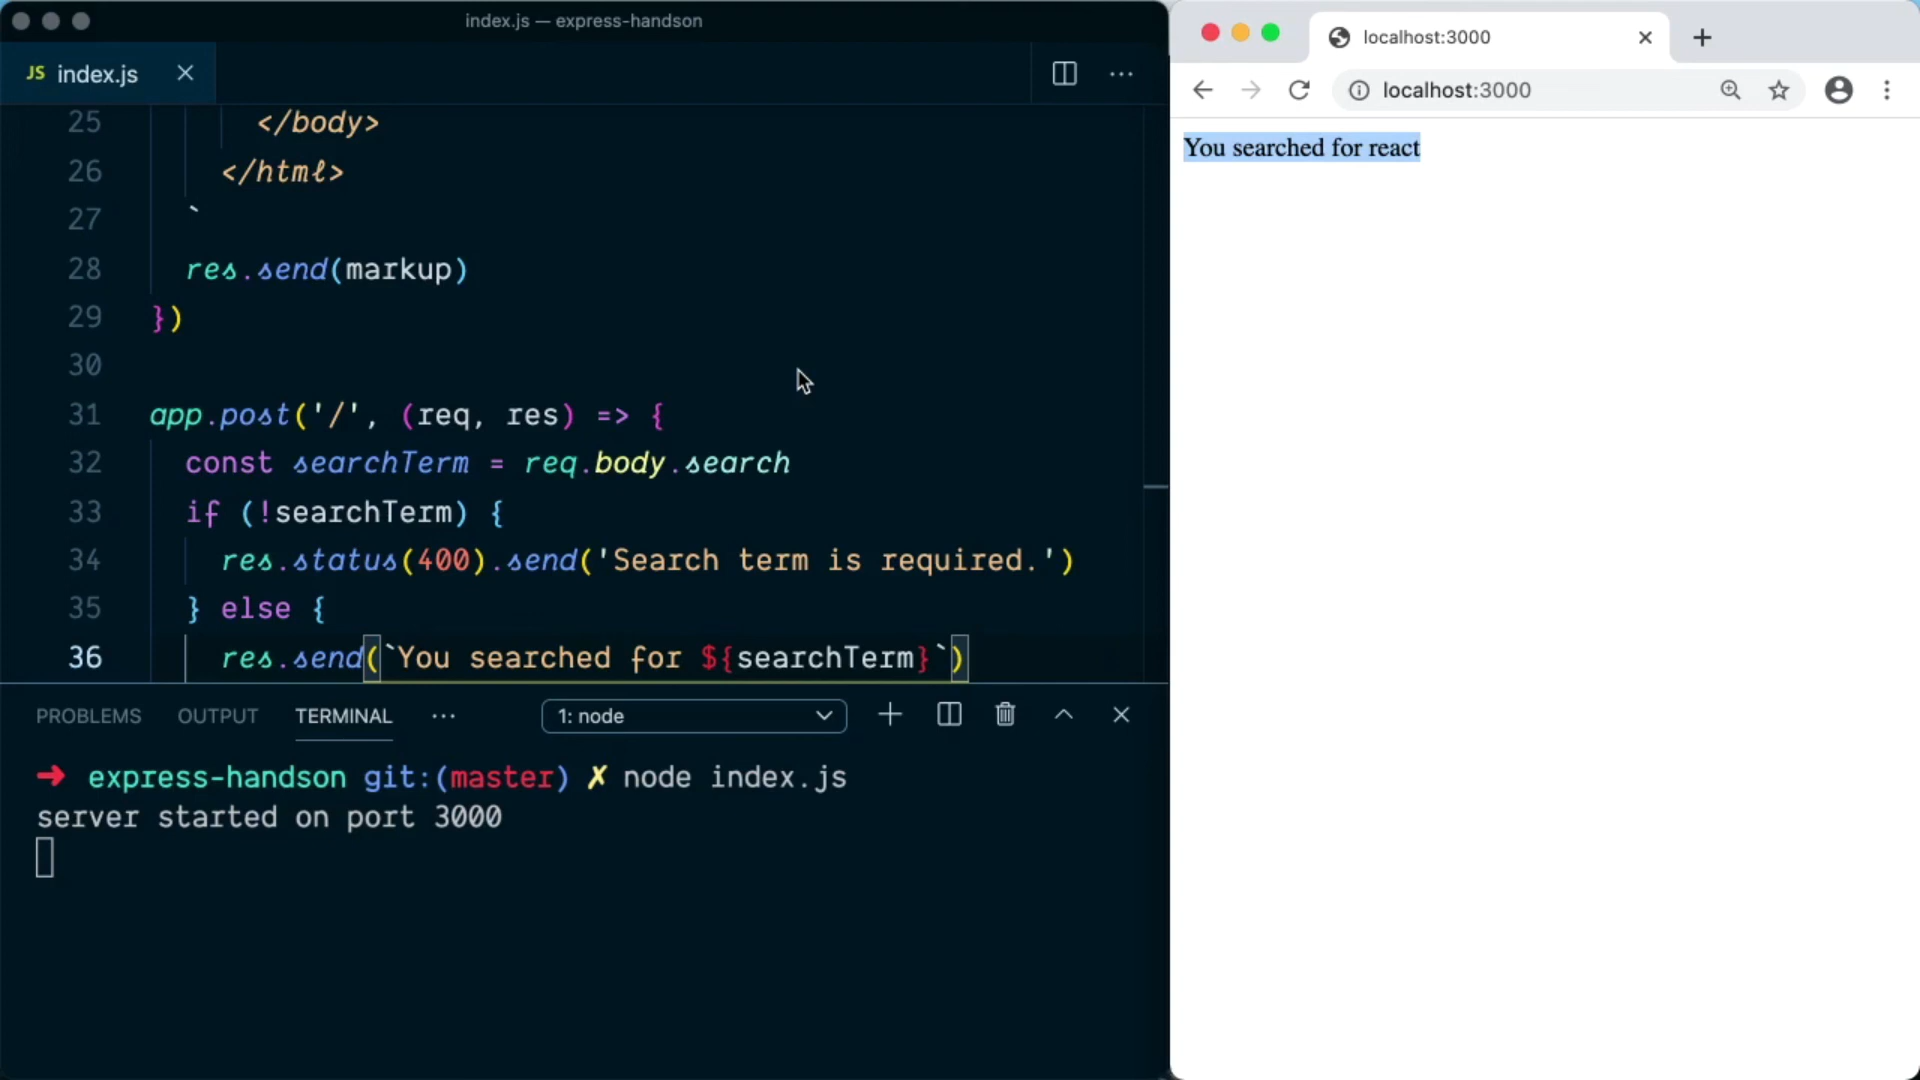 index.js — express-handson
JS index.js
25 </body>
26 </html>
27 `
28 res.send(markup)
29 })
30
31 app.post('/', (req, res) => {
32 const searchTerm = req.body.search
33 if (!searchTerm) {
34 res.status(400).send('Search term is required.')
35 } else {
36 res.send(`You searched for ${searchTerm}`)
PROBLEMS OUTPUT TERMINAL ··· 1: node
➜ express-handson git:(master) ✗ node index.js
server started on port 3000
localhost:3000
localhost:3000
You searched for react